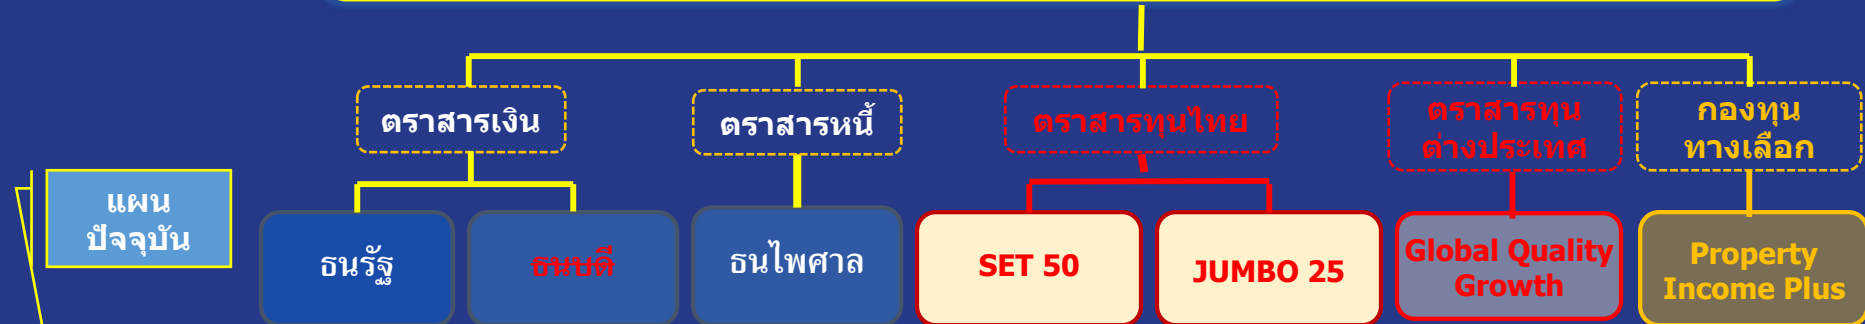 ตราสารเงิน
ตราสารหนี้
ตราสารทุนไทย
ตราสารทุน
ต่างประเทศ
กองทุน
ทางเลือก
แผน
ปัจจุบัน
ธนรัฐ
ธนบดี
ธนไพศาล
SET 50
JUMBO 25
Global Quality
Growth
Property
Income Plus